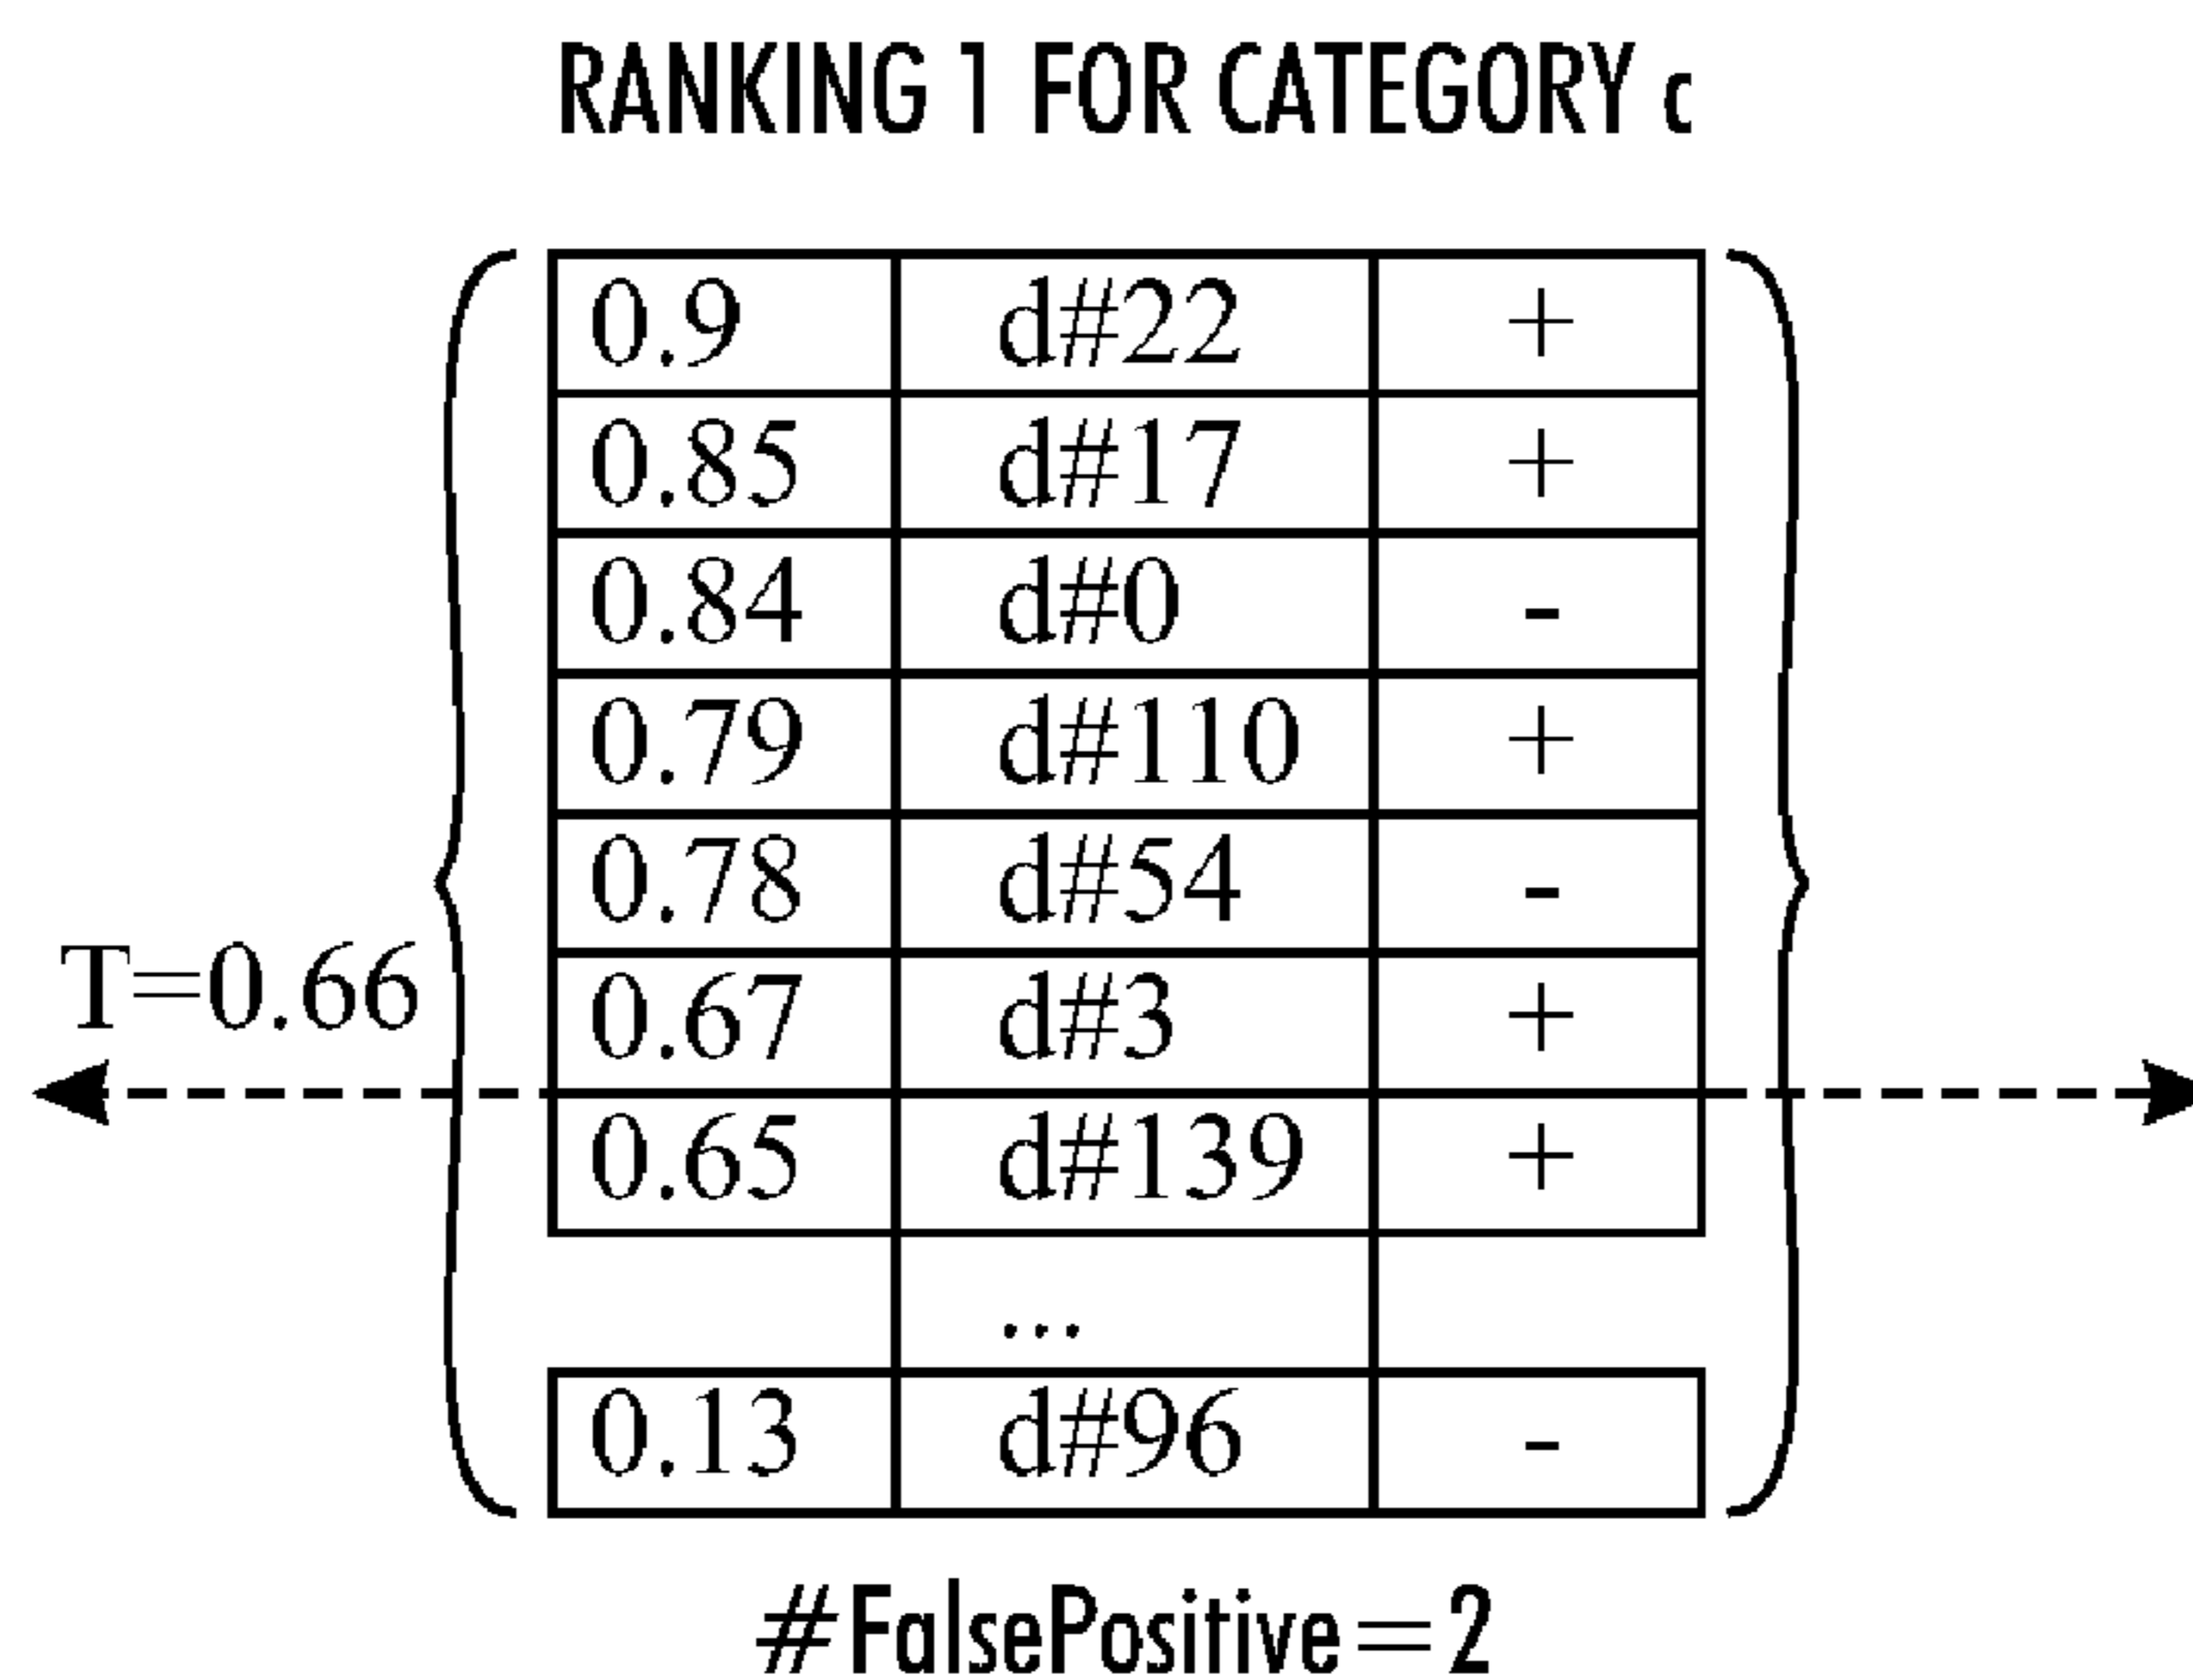 RANKING 1 FOR CATEGORY c
0.9 d#22 +
0.85 d#17 +
0.84 d#0 -
0.79 d#110 +
0.78 d#54 -
T=0.66
0.67 d#3 +
0.65 d#139 +
...
0.13 d#96 -
#FalsePositive=2